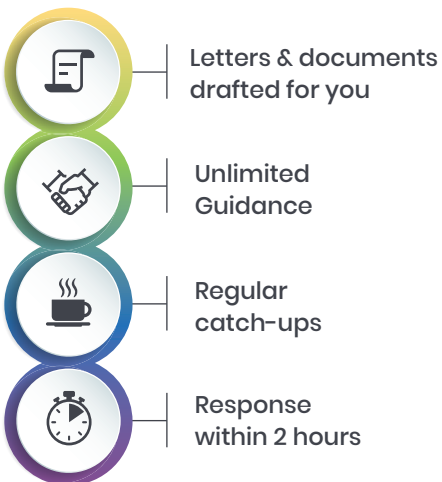 Letters & documents
drafted for you
Unlimited
Guidance
Regular
catch-ups
Response
within 2 hours